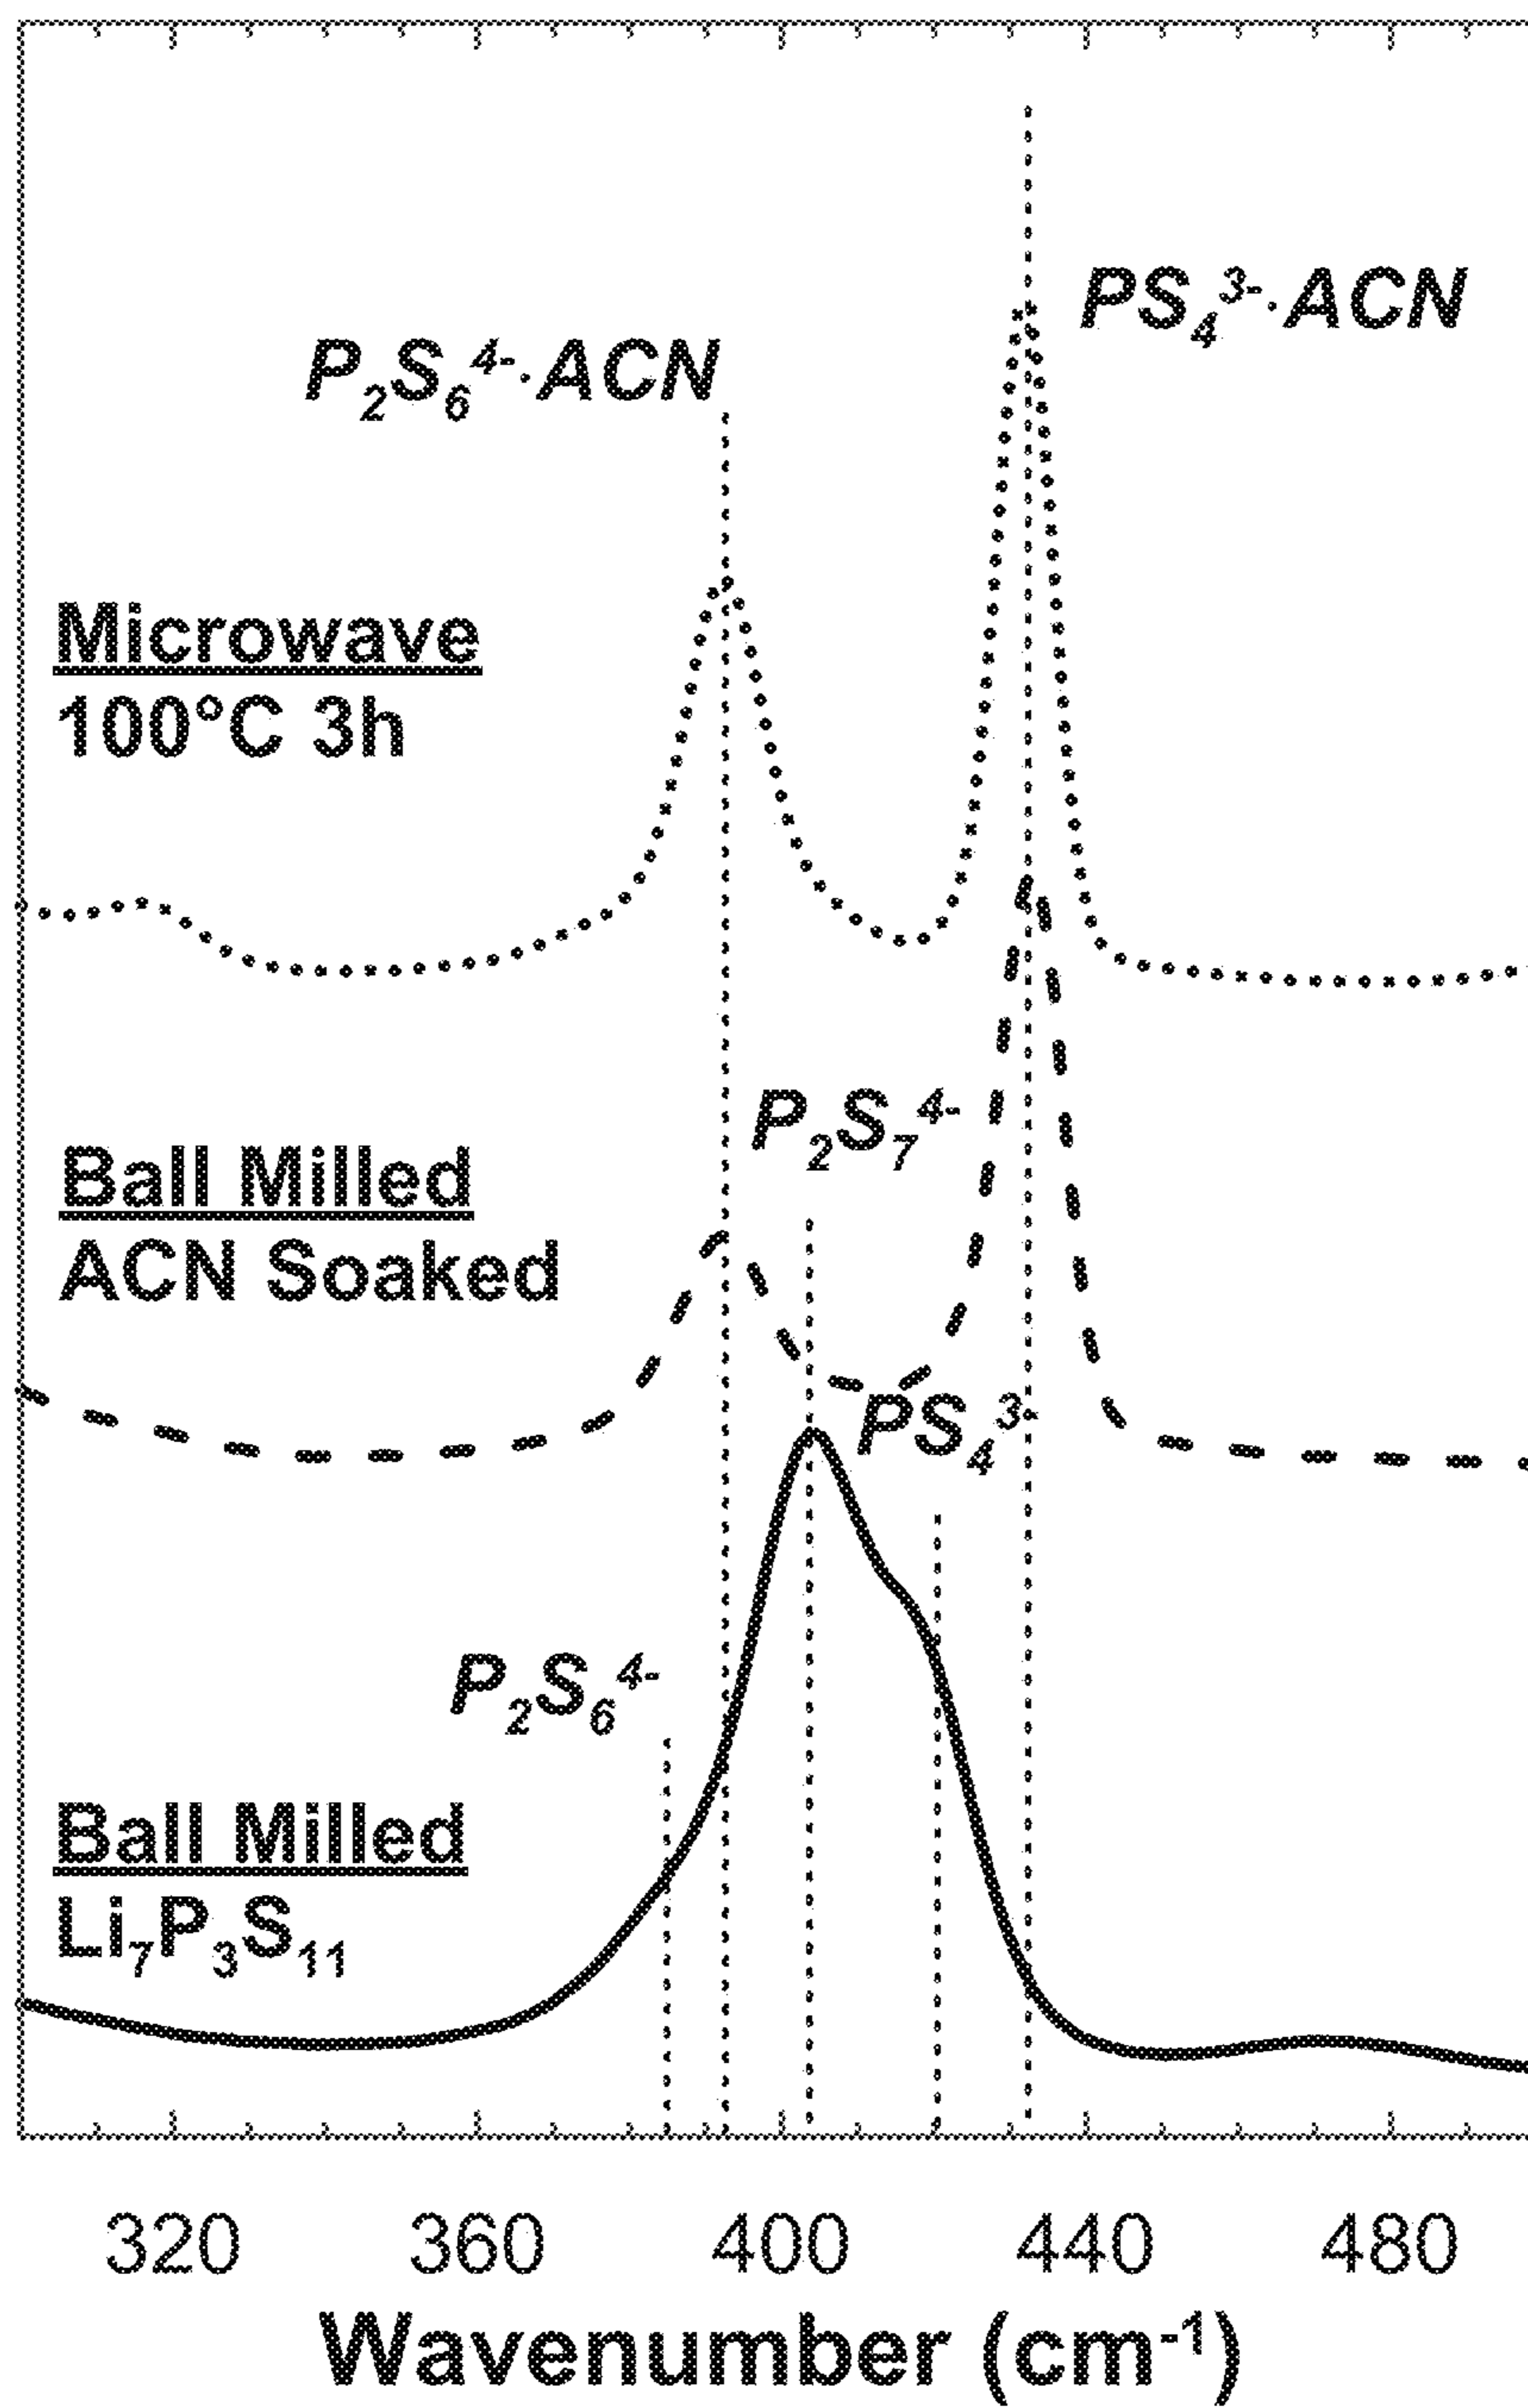 PS₄³⁻·ACN
P₂S₆⁴⁻·ACN
Microwave
100°C 3h
P₂S₇⁴⁻
Ball Milled
ACN Soaked
PS₄³⁻
P₂S₆⁴⁻
Ball Milled
Li₇P₃S₁₁
320 360 400 440 480
Wavenumber (cm⁻¹)